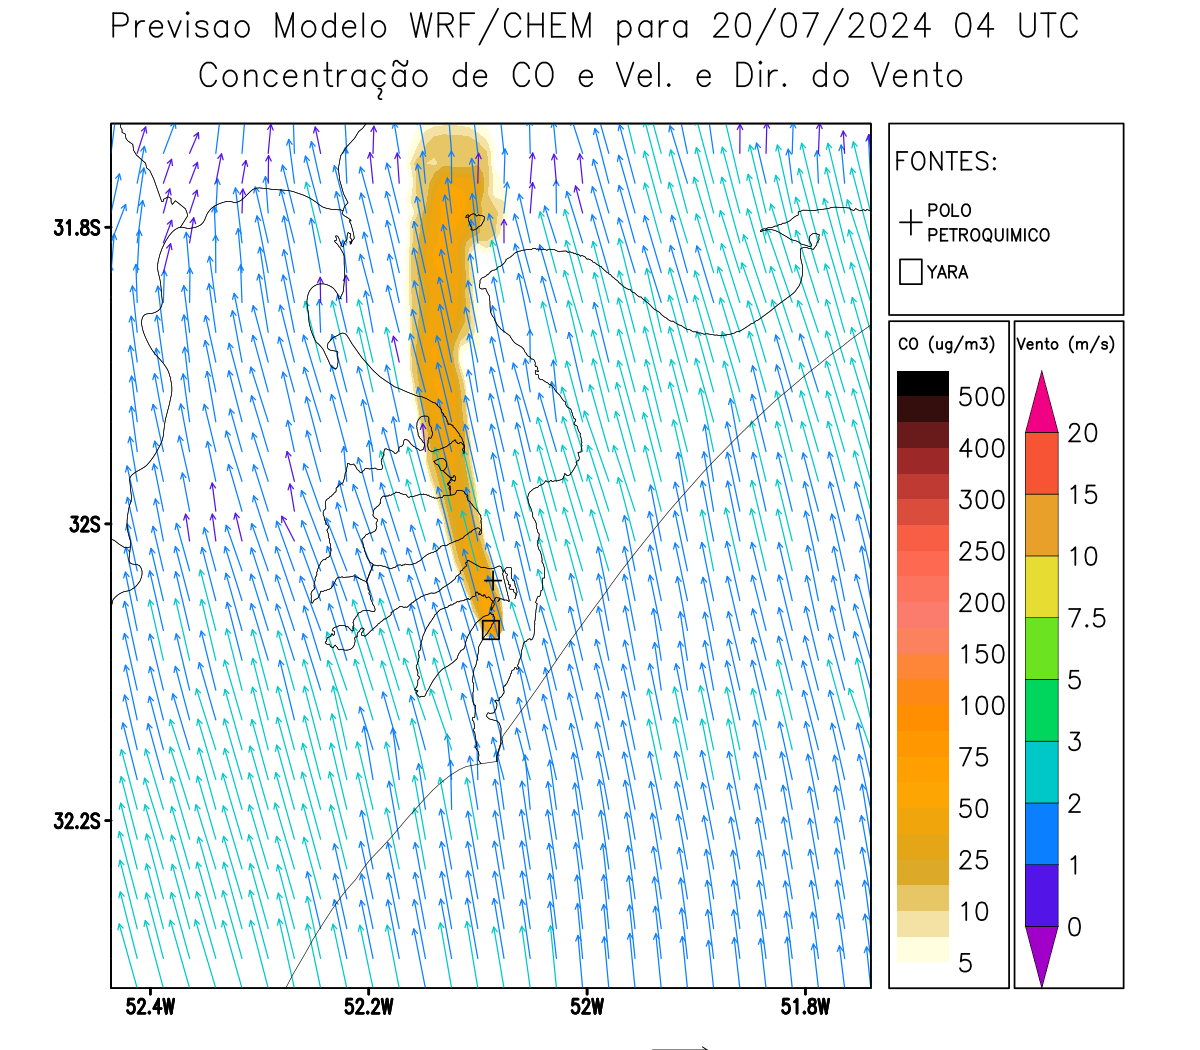 Previsao Modelo WRF/CHEM para 20/07/2024 04 UTC
Concentração de CO e Vel. e Dir. do Vento
FONTES:
POLO
PETROQUIMICO
YARA
CO (ug/m3)
500
400
300
250
200
150
100
75
50
25
10
5
Vento (m/s)
20
15
10
7.5
5
3
2
1
0
31.8S
32S
32.2S
52.4W
52.2W
52W
51.8W